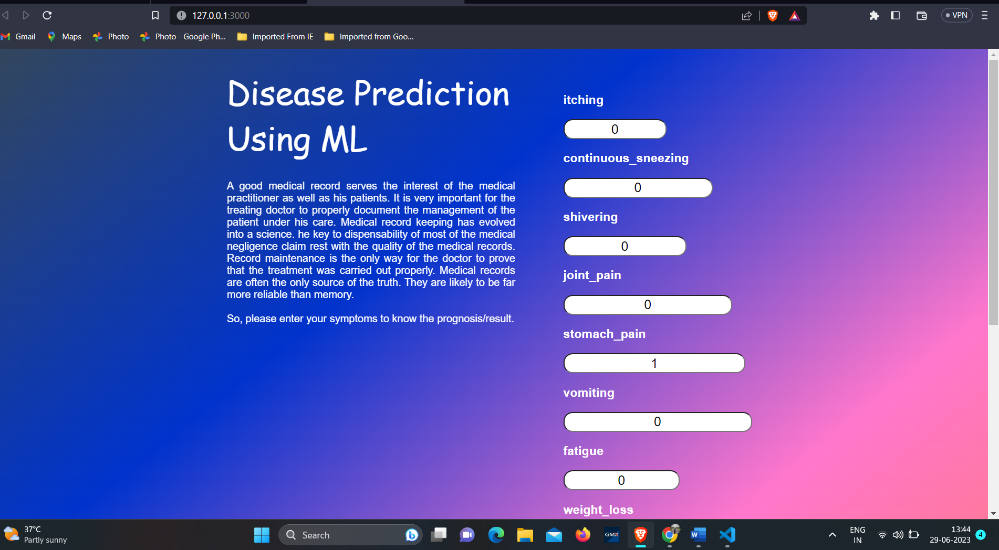 127.0.0.1:3000
VPN
Gmail
Maps
Photo
Photo - Google Ph...
Imported From IE
Imported from Goo...
Disease Prediction
Using ML
A good medical record serves the interest of the medical
practitioner as well as his patients. It is very important for the
treating doctor to properly document the management of the
patient under his care. Medical record keeping has evolved
into a science. he key to dispensability of most of the medical
negligence claim rest with the quality of the medical records.
Record maintenance is the only way for the doctor to prove
that the treatment was carried out properly. Medical records
are often the only source of the truth. They are likely to be far
more reliable than memory.
So, please enter your symptoms to know the prognosis/result.
itching
0
continuous_sneezing
0
shivering
0
joint_pain
0
stomach_pain
1
vomiting
0
fatigue
0
weight_loss
37°C
Partly sunny
Search
GMX
W
ENG
IN
13:44
29-06-2023
4